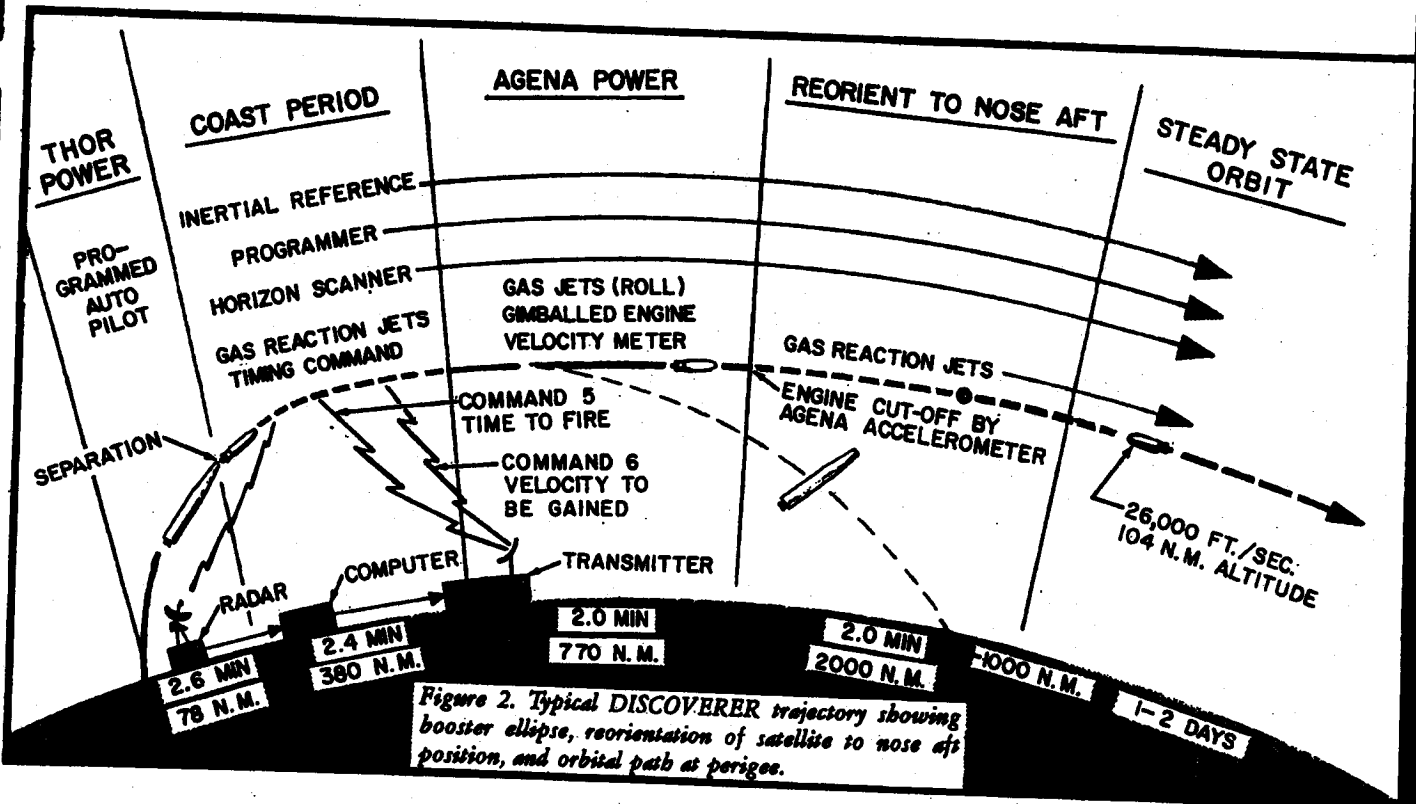 THOR
POWER
COAST PERIOD
AGENA POWER
REORIENT TO NOSE AFT
STEADY STATE
ORBIT
PRO-
GRAMMED
AUTO
PILOT
INERTIAL REFERENCE
PROGRAMMER
HORIZON SCANNER
GAS REACTION JETS
TIMING COMMAND
GAS JETS (ROLL)
GIMBALLED ENGINE
VELOCITY METER
GAS REACTION JETS
ENGINE CUT-OFF BY
AGENA ACCELEROMETER
SEPARATION
COMMAND 5
TIME TO FIRE
COMMAND 6
VELOCITY TO
BE GAINED
26,000 FT./SEC.
104 N.M. ALTITUDE
RADAR
COMPUTER
TRANSMITTER
2.6 MIN
78 N.M.
2.4 MIN
380 N.M.
2.0 MIN
770 N.M.
2.0 MIN
2000 N.M.
-1000 N.M.
1-2 DAYS
Figure 2. Typical DISCOVERER trajectory showing
booster ellipse, reorientation of satellite to nose aft
position, and orbital path at perigee.